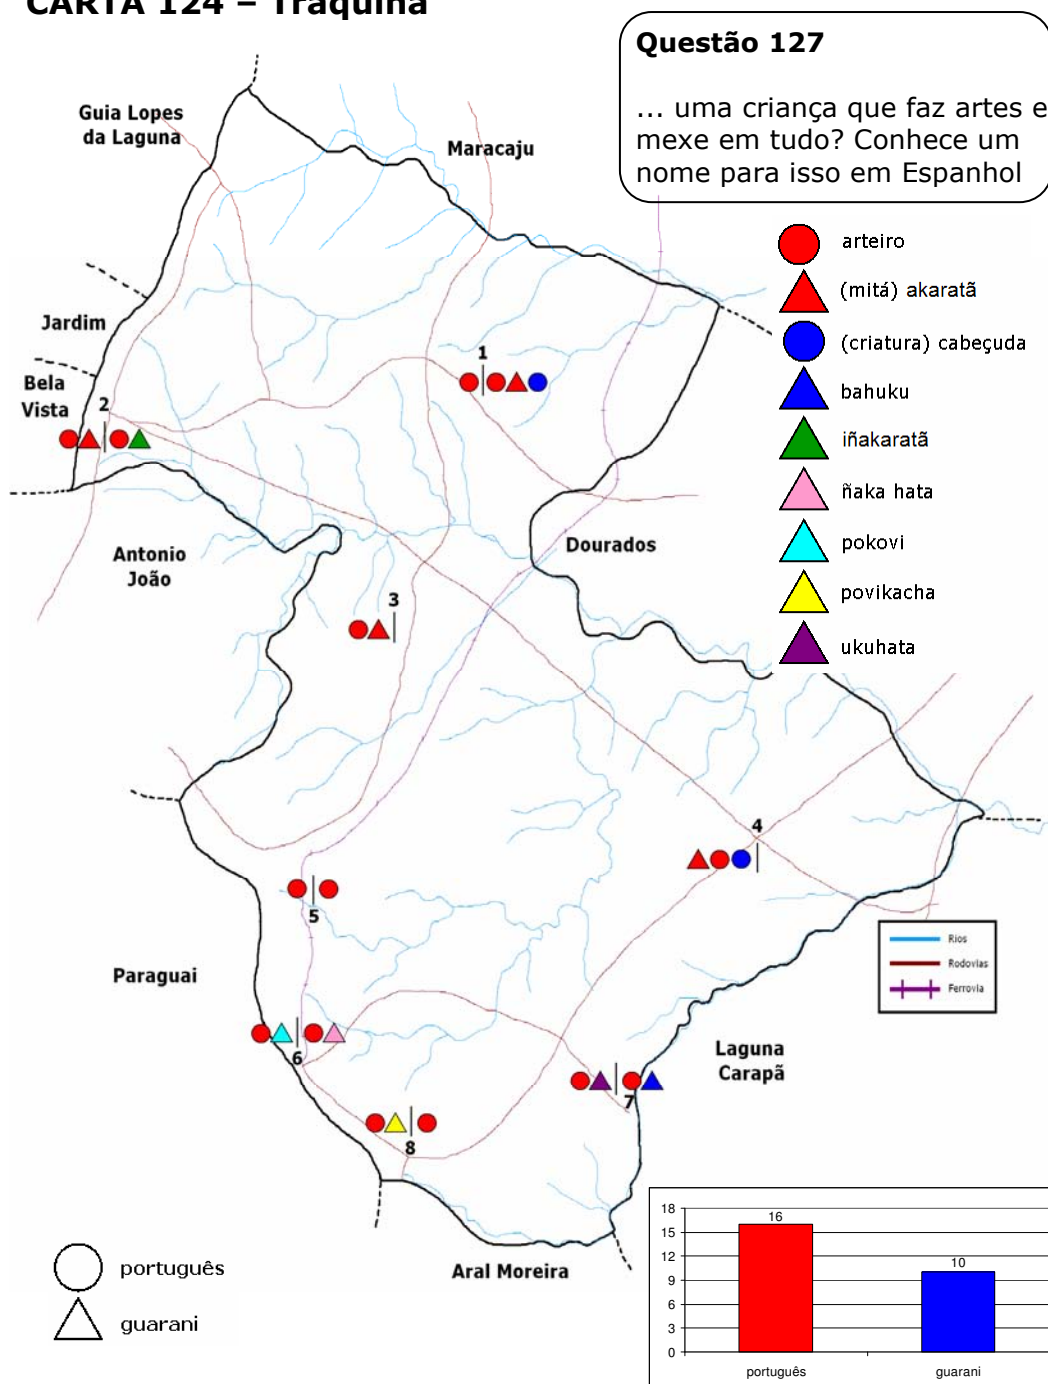 CARTA 124 – Traquina
Questão 127
... uma criança que faz artes e
mexe em tudo? Conhece um
nome para isso em Espanhol
Guia Lopes
da Laguna
Maracaju
arteiro
(mitá) akaratã
(criatura) cabeçuda
bahuku
iñakaratã
ñaka hata
pokovi
povikacha
ukuhata
Jardim
Bela
Vista
1
2
Antonio
João
Dourados
3
4
5
Paraguai
Rios
Rodovias
Ferrovia
6
Laguna
Carapã
7
8
Aral Moreira
português
guarani
18
15
12
9
6
3
0
16
10
português
guarani